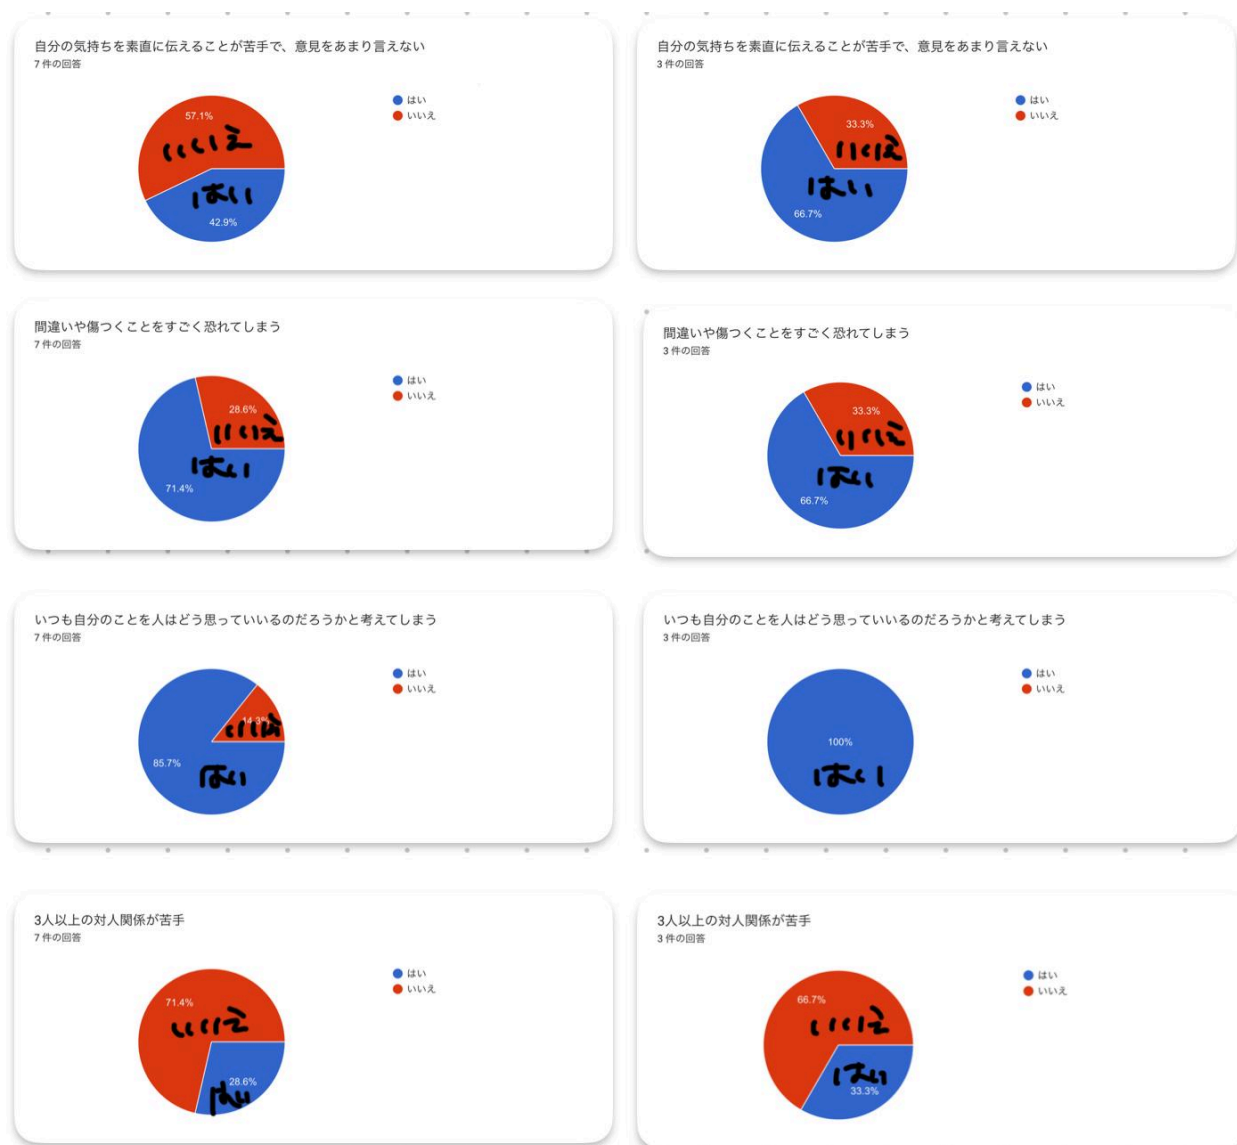 自分の気持ちを素直に伝えることが苦手で、意見をあまり言えない
7 件の回答
はい
いいえ
57.1%
いいえ
はい
42.9%
自分の気持ちを素直に伝えることが苦手で、意見をあまり言えない
3 件の回答
はい
いいえ
33.3%
いいえ
はい
66.7%
間違いや傷つくことをすごく恐れてしまう
7 件の回答
はい
いいえ
28.6%
いいえ
はい
71.4%
間違いや傷つくことをすごく恐れてしまう
3 件の回答
はい
いいえ
33.3%
いいえ
はい
66.7%
いつも自分のことを人はどう思っていいるのだろうかと考えてしまう
7 件の回答
はい
いいえ
14.3%
いいえ
85.7%
はい
いつも自分のことを人はどう思っていいるのだろうかと考えてしまう
3 件の回答
はい
いいえ
100%
はい
3人以上の対人関係が苦手
7 件の回答
はい
いいえ
71.4%
いいえ
28.6%
はい
3人以上の対人関係が苦手
3 件の回答
はい
いいえ
66.7%
いいえ
はい
33.3%